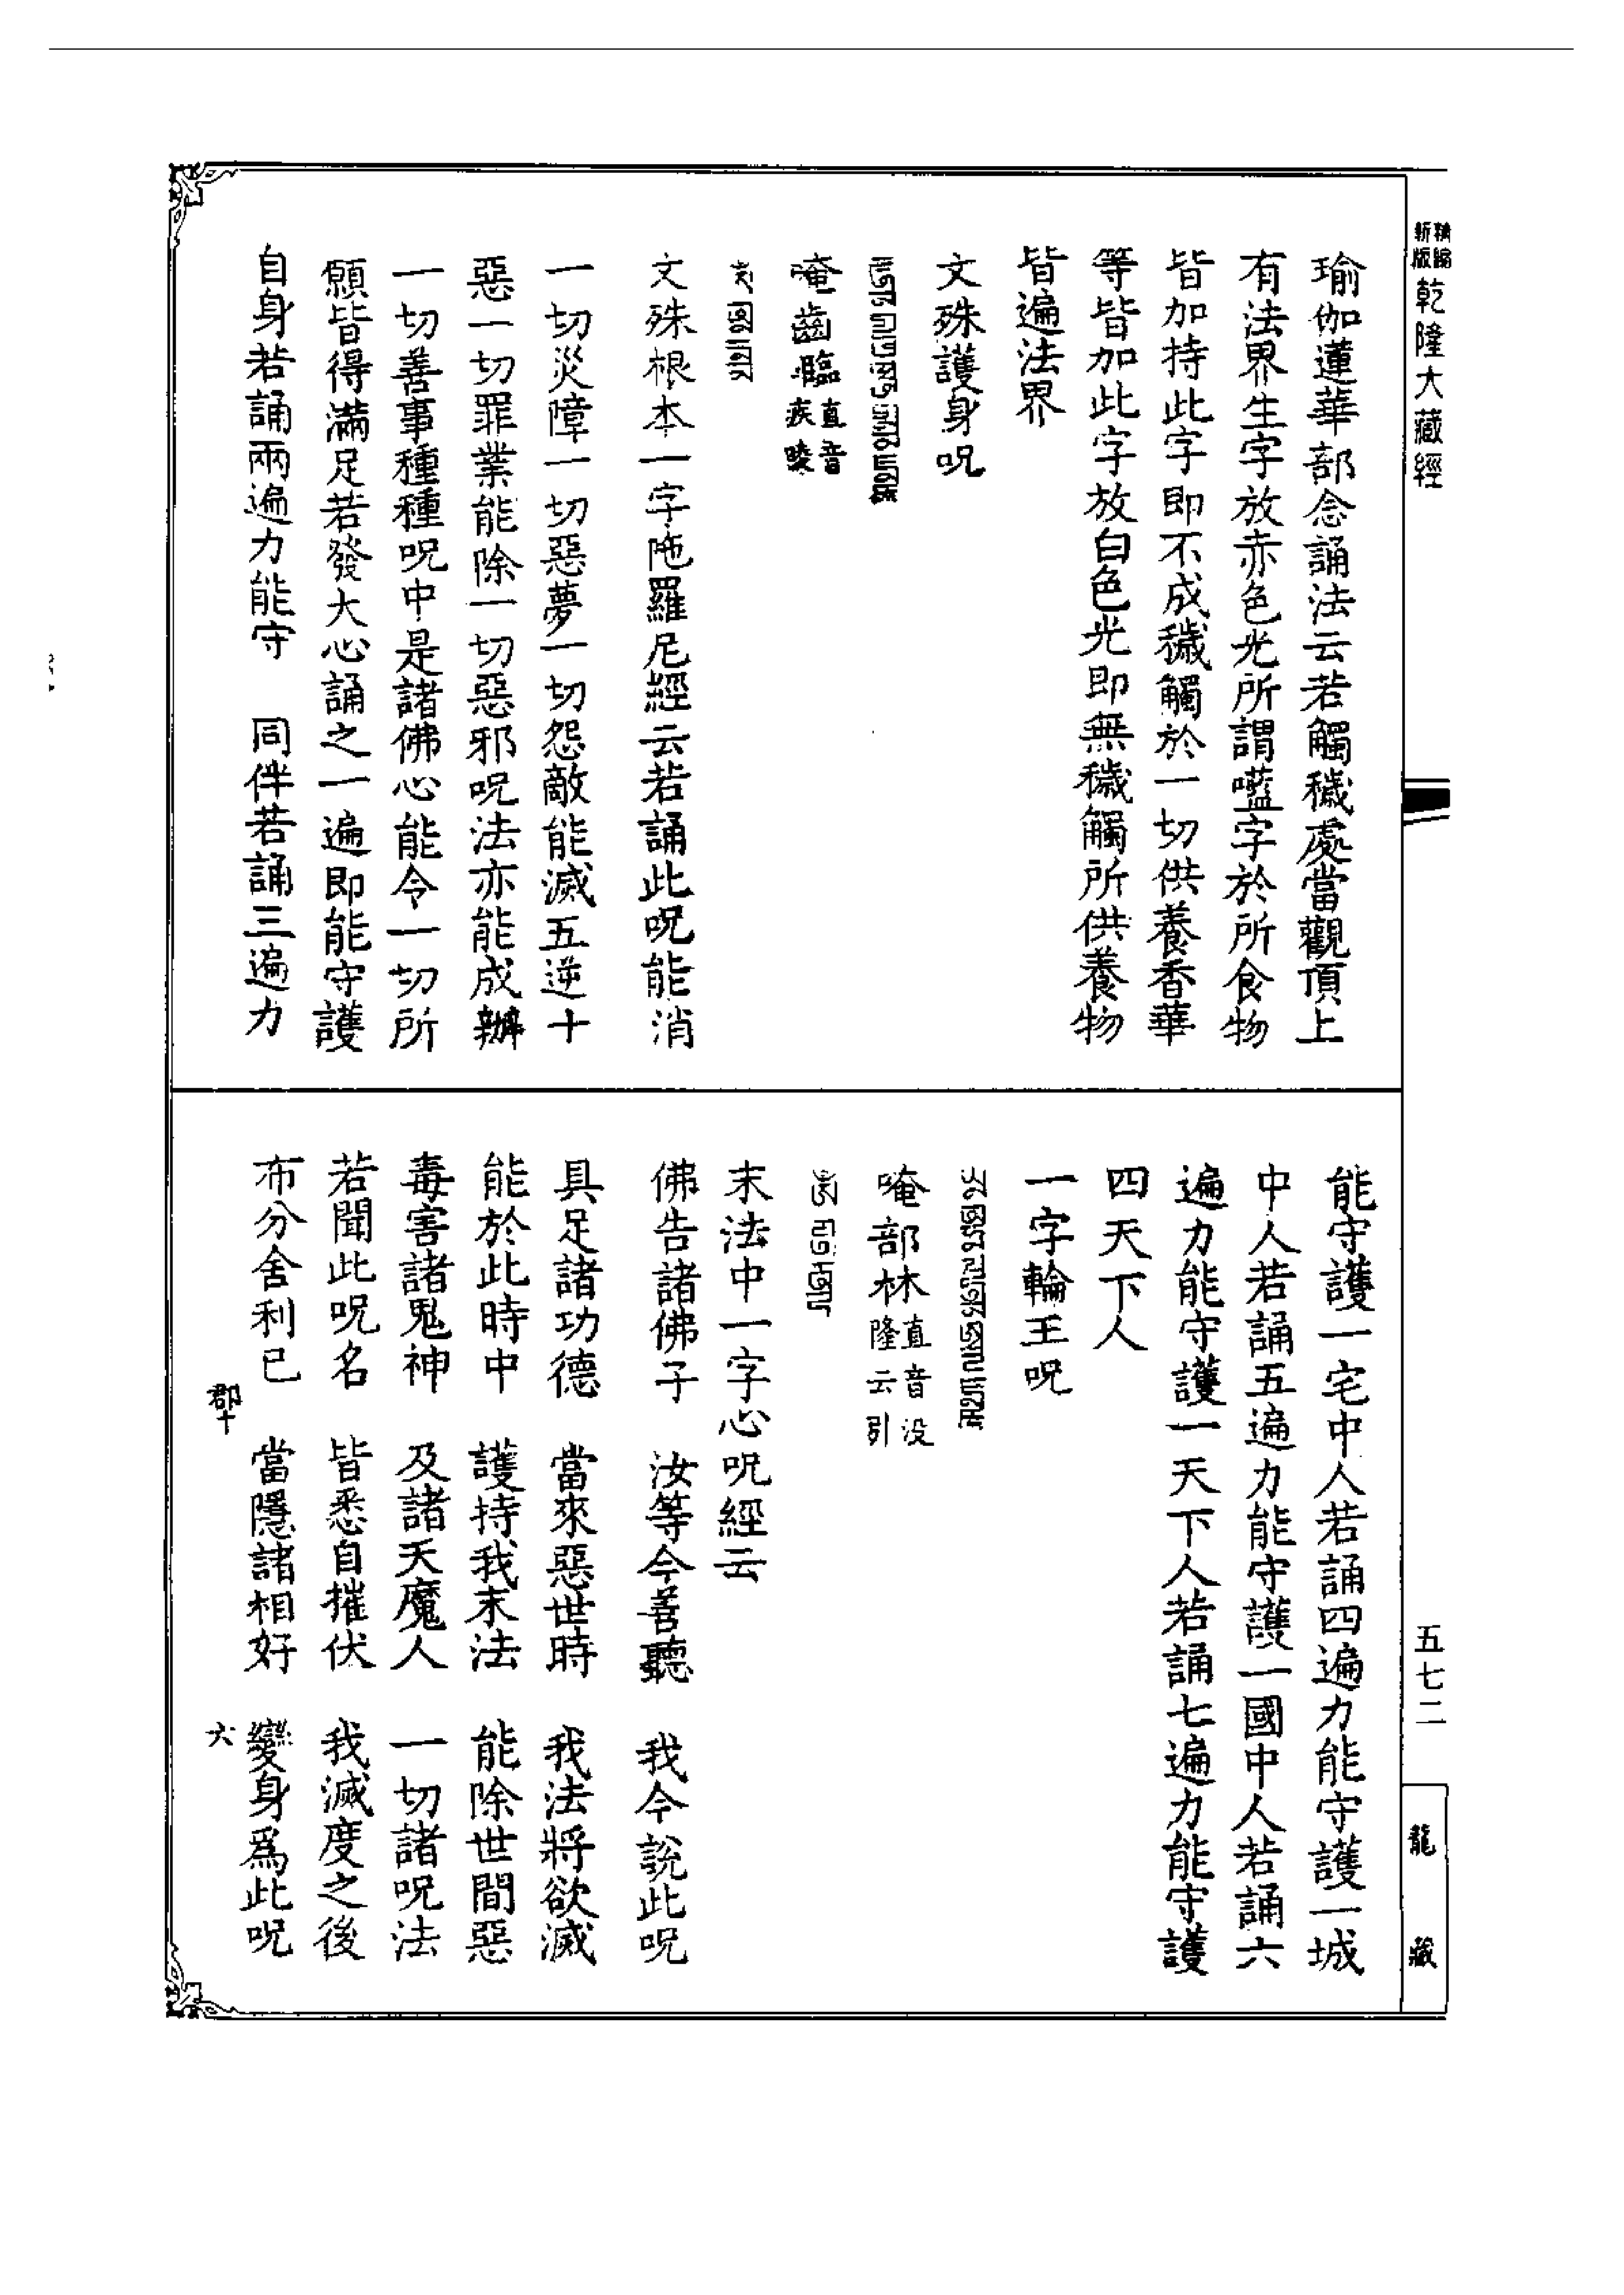 精縮新版
乾隆大藏經
瑜伽蓮華部念誦法云若觸穢處當觀頂上
有法界生字放赤色光所謂囕字於所食物
皆加持此字即不成穢觸於一切供養香華
等皆加此字放白色光即無穢觸所供養物
皆遍法界
文殊護身呪
唵齒㘕直音疾唛音
文殊根本一字陁羅尼經云若誦此呪能消
一切災障一切惡夢一切怨敵能滅五逆十
惡一切罪業能除一切惡邪呪法亦能成辦
一切善事種種呪中是諸佛心能令一切所
願皆得滿足若發大心誦之一遍即能守護
自身若誦兩遍力能守 同伴若誦三遍力
能守護一宅中人若誦四遍力能守護一城
中人若誦五遍力能守護一國中人若誦六
遍力能守護一天下人若誦七遍力能守護
四天下人
一字輪王呪
唵部林直音没隆云引
末法中一字心呪經云
佛告諸佛子 汝等今善聽 我今說此呪
具足諸功德 當來惡世時 我法將欲滅
能於此時中 護持我末法 能除世間惡
毒害諸鬼神 及諸天魔人 一切諸呪法
若聞此呪名 皆悉自摧伏 我滅度之後
布分舍利已 當隱諸相好 變身爲此呪
郡十 六
五七二
龍藏